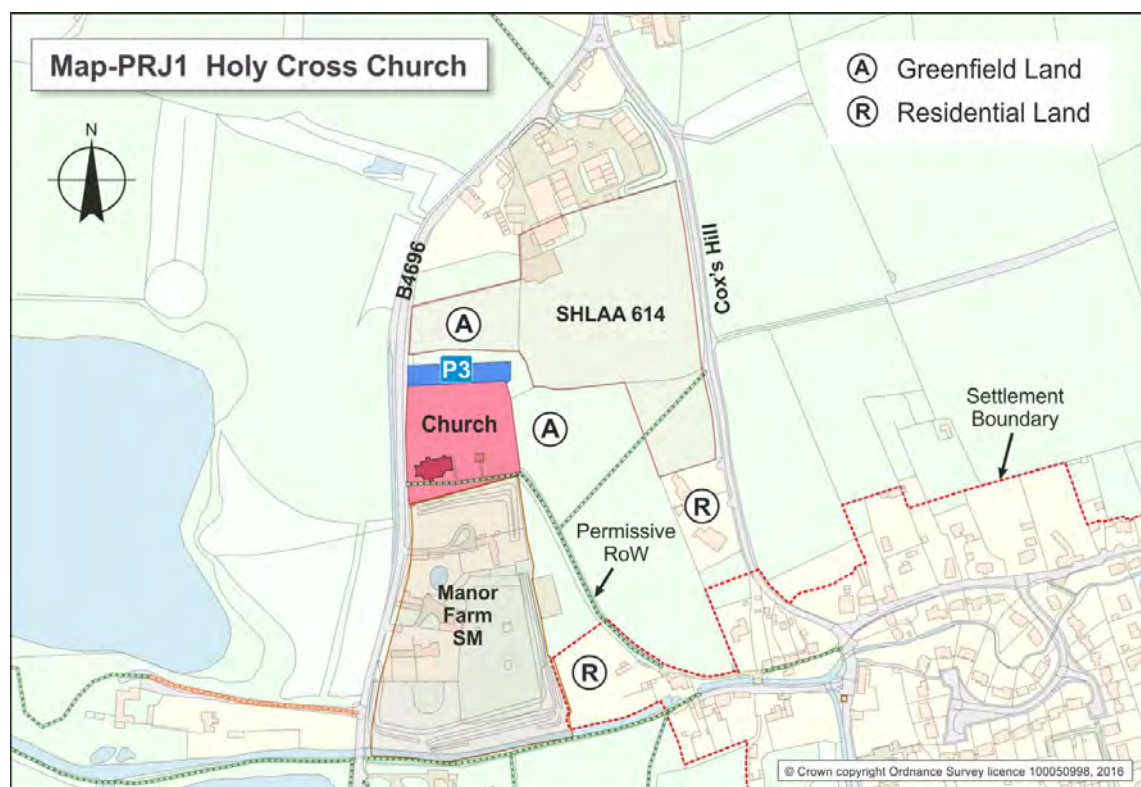 Map-PRJ1 Holy Cross Church
A Greenfield Land
R Residential Land
N
B4696
Cox's Hill
SHLAA 614
A
P3
Church
A
Settlement
Boundary
R
Permissive
RoW
Manor
Farm
SM
R
© Crown copyright Ordnance Survey licence 100050998, 2016